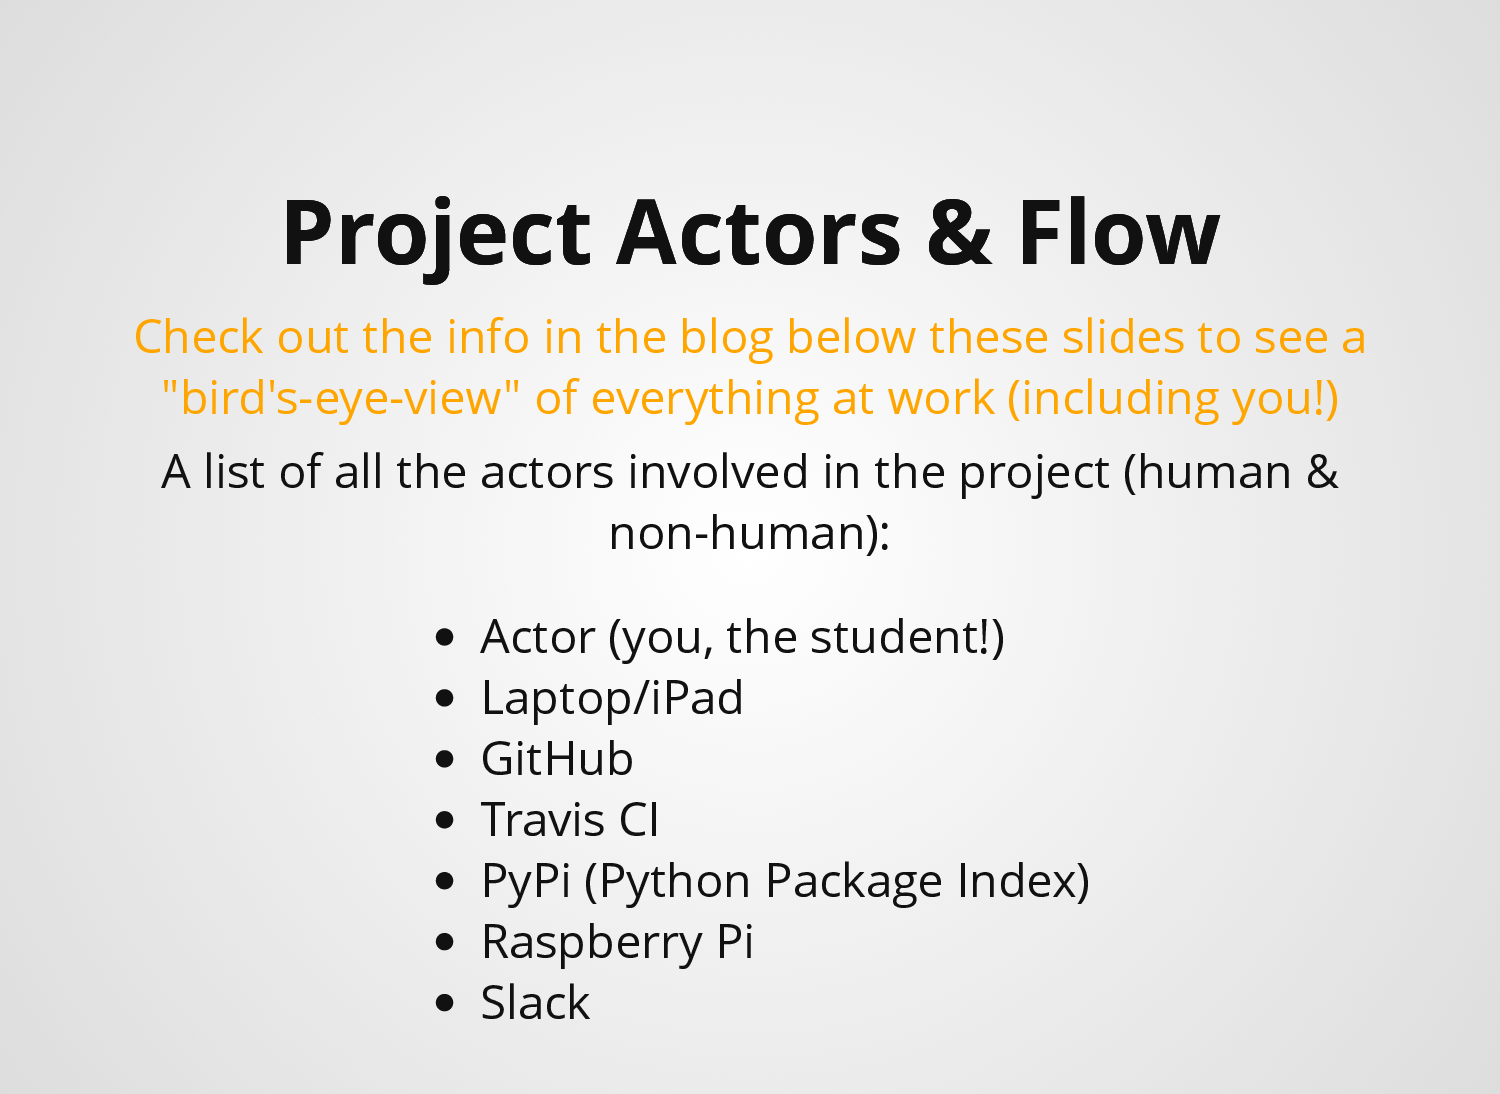 Project Actors & Flow
Check out the info in the blog below these slides to see a
"bird's-eye-view" of everything at work (including you!)
A list of all the actors involved in the project (human &
non-human):
• Actor (you, the student!)
• Laptop/iPad
• GitHub
• Travis CI
• PyPi (Python Package Index)
• Raspberry Pi
• Slack